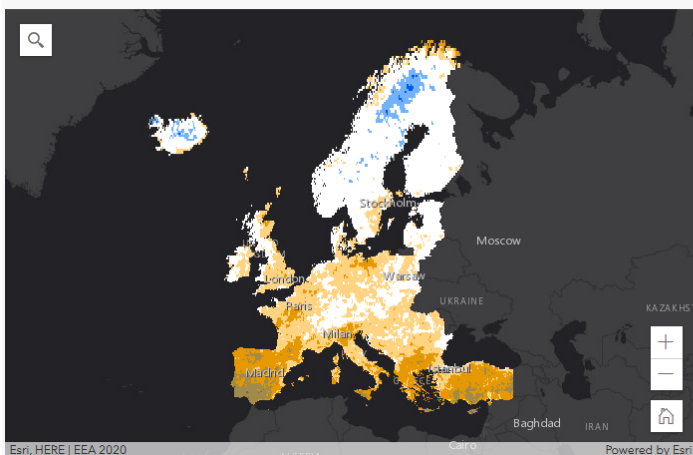 Stockholm
Moscow
London
Warsaw
UKRAINE
Paris
KAZAKHST
Milan
Madrid
Istanbul
Baghdad
IRAN
Cairo
Esri, HERE | EEA 2020
Powered by Esri